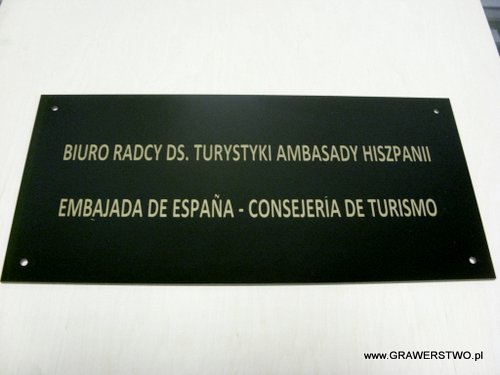 BIURO RADCY DS. TURYSTYKI AMBASADY HISZPANII
EMBAJADA DE ESPAÑA - CONSEJERÍA DE TURISMO
www.GRAWERSTWO.pl